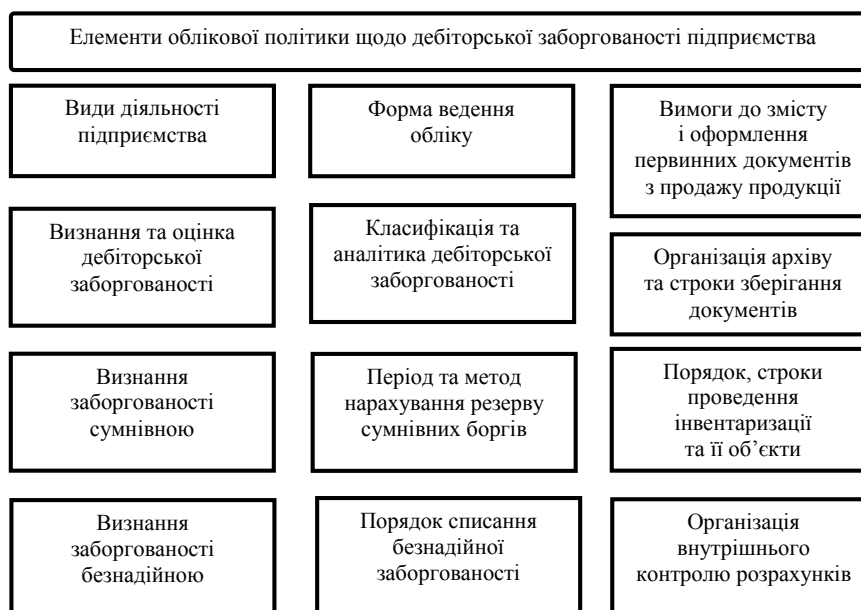 Елементи облікової політики щодо дебіторської заборгованості підприємства
Види діяльності
підприємства
Форма ведення
обліку
Вимоги до змісту
і оформлення
первинних документів
з продажу продукції
Визнання та оцінка
дебіторської
заборгованості
Класифікація та
аналітика дебіторської
заборгованості
Організація архіву
та строки зберігання
документів
Визнання
заборгованості
сумнівною
Період та метод
нарахування резерву
сумнівних боргів
Порядок, строки
проведення
інвентаризації
та її об’єкти
Визнання
заборгованості
безнадійною
Порядок списання
безнадійної
заборгованості
Організація
внутрішнього
контролю розрахунків